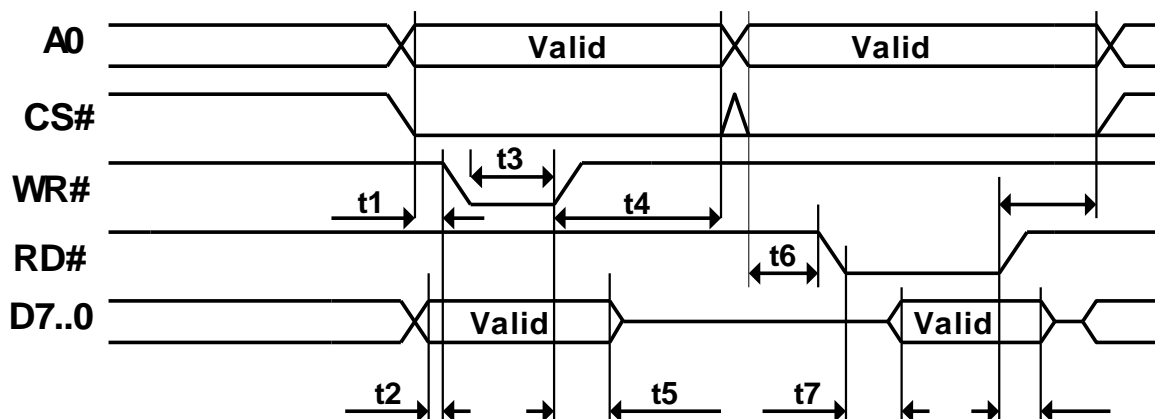 A0 Valid Valid
CS#
WR# t3
t1 t4
RD# t6
D7..0 Valid Valid
t2 t5 t7